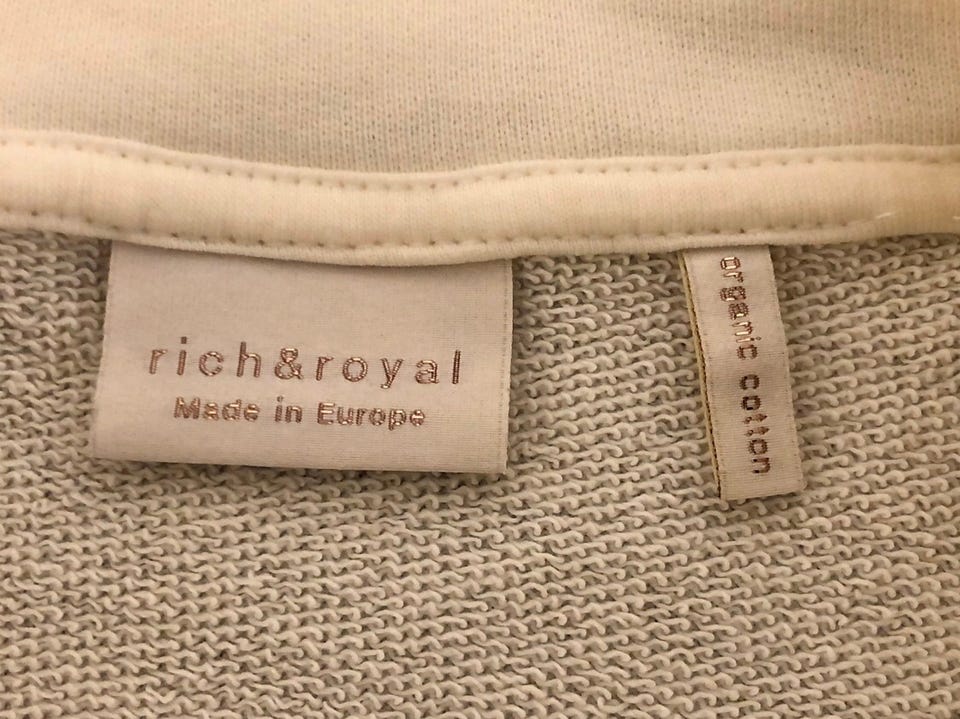 rich&royal
Made in Europe
organic cotton